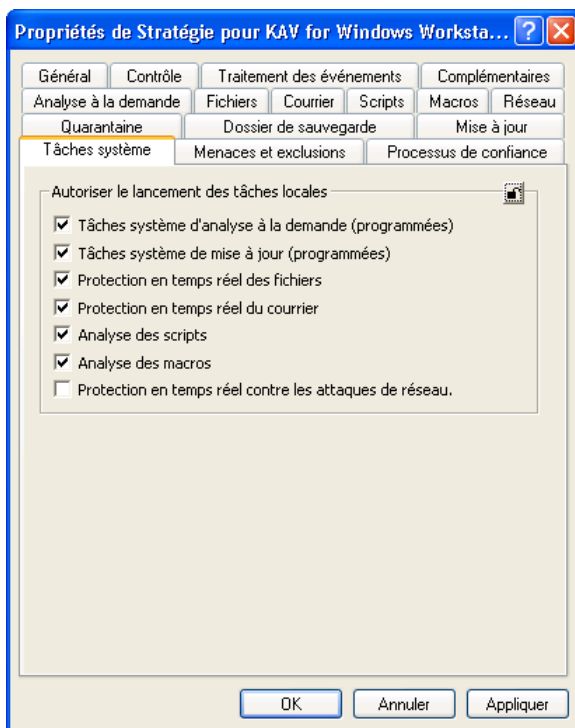 Propriétés de Stratégie pour KAV for Windows Worksta... ?
Général Contrôle Traitement des événements Complémentaires
Analyse à la demande Fichiers Courrier Scripts Macros Réseau
Quarantaine Dossier de sauvegarde Mise à jour
Tâches système Menaces et exclusions Processus de confiance
Autoriser le lancement des tâches locales
Tâches système d'analyse à la demande (programmées)
Tâches système de mise à jour (programmées)
Protection en temps réel des fichiers
Protection en temps réel du courrier
Analyse des scripts
Analyse des macros
Protection en temps réel contre les attaques de réseau.
OK Annuler Appliquer